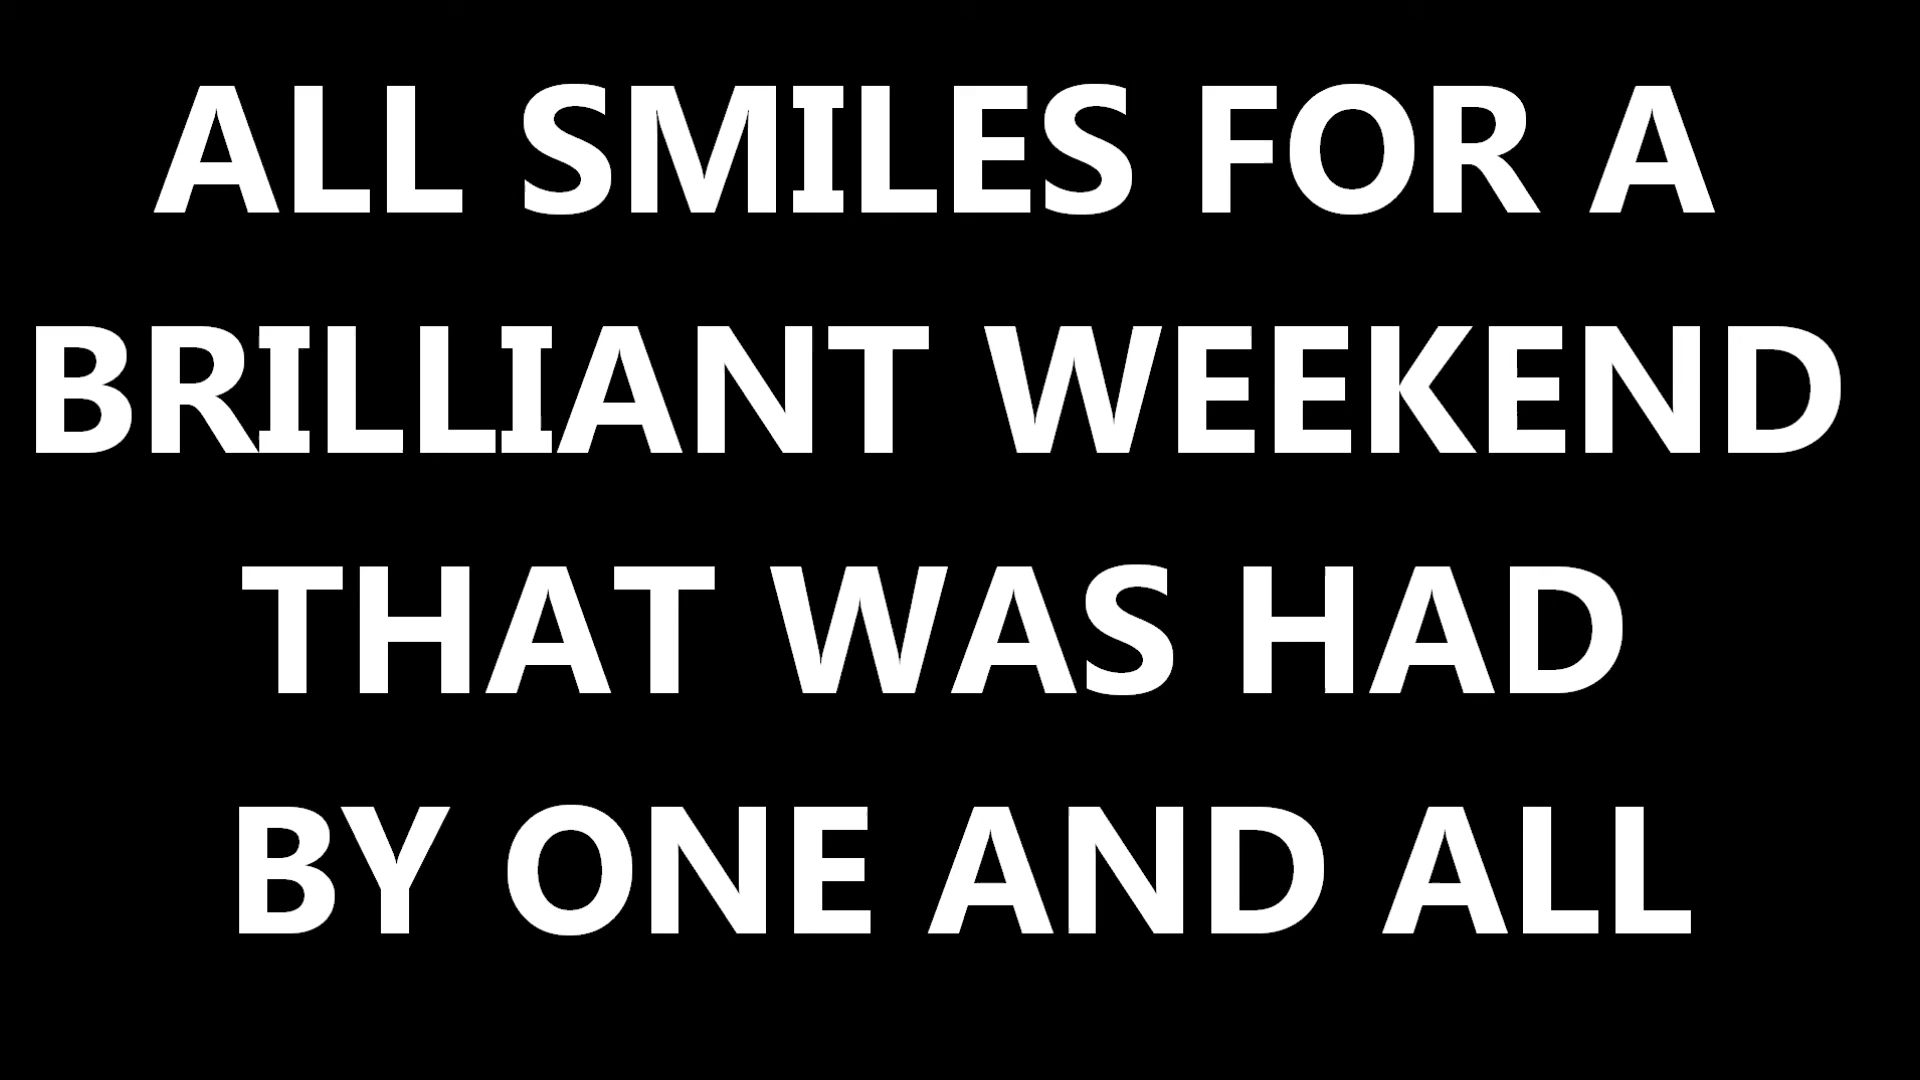 ALL SMILES FOR A
BRILLIANT WEEKEND
THAT WAS HAD
BY ONE AND ALL